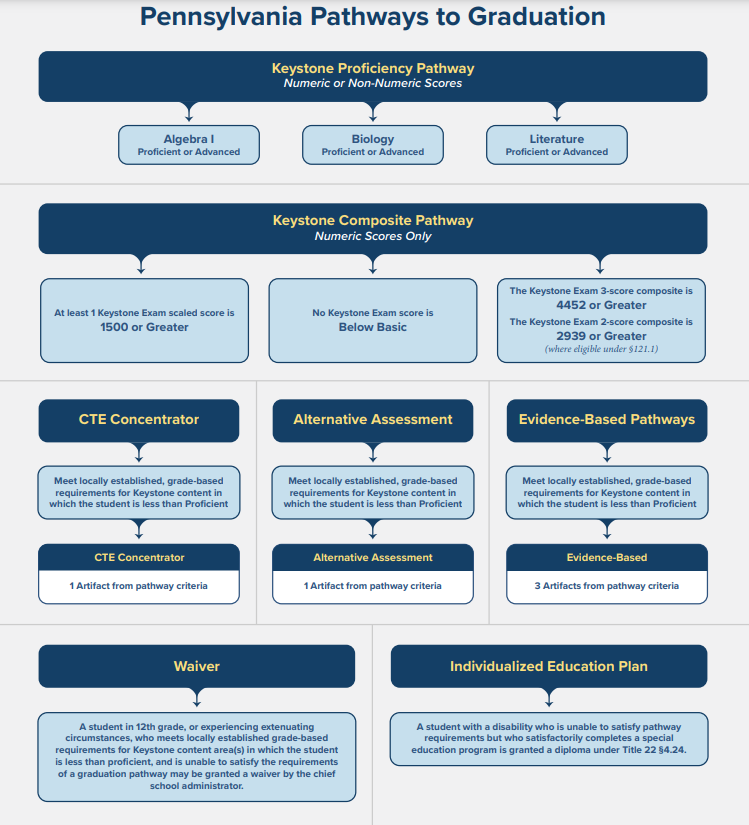 Pennsylvania Pathways to Graduation
Keystone Proficiency Pathway
Numeric or Non-Numeric Scores
Algebra I
Proficient or Advanced
Biology
Proficient or Advanced
Literature
Proficient or Advanced
Keystone Composite Pathway
Numeric Scores Only
At least 1 Keystone Exam scaled score is
1500 or Greater
No Keystone Exam score is
Below Basic
The Keystone Exam 3-score composite is
4452 or Greater
The Keystone Exam 2-score composite is
2939 or Greater
(where eligible under §121.1)
CTE Concentrator
Meet locally established, grade-based
requirements for Keystone content in
which the student is less than Proficient
CTE Concentrator
1 Artifact from pathway criteria
Alternative Assessment
Meet locally established, grade-based
requirements for Keystone content in
which the student is less than Proficient
Alternative Assessment
1 Artifact from pathway criteria
Evidence-Based Pathways
Meet locally established, grade-based
requirements for Keystone content in
which the student is less than Proficient
Evidence-Based
3 Artifacts from pathway criteria
Waiver
A student in 12th grade, or experiencing extenuating
circumstances, who meets locally established grade-based
requirements for Keystone content area(s) in which the student
is less than proficient, and is unable to satisfy the requirements
of a graduation pathway may be granted a waiver by the chief
school administrator.
Individualized Education Plan
A student with a disability who is unable to satisfy pathway
requirements but who satisfactorily completes a special
education program is granted a diploma under Title 22 §4.24.